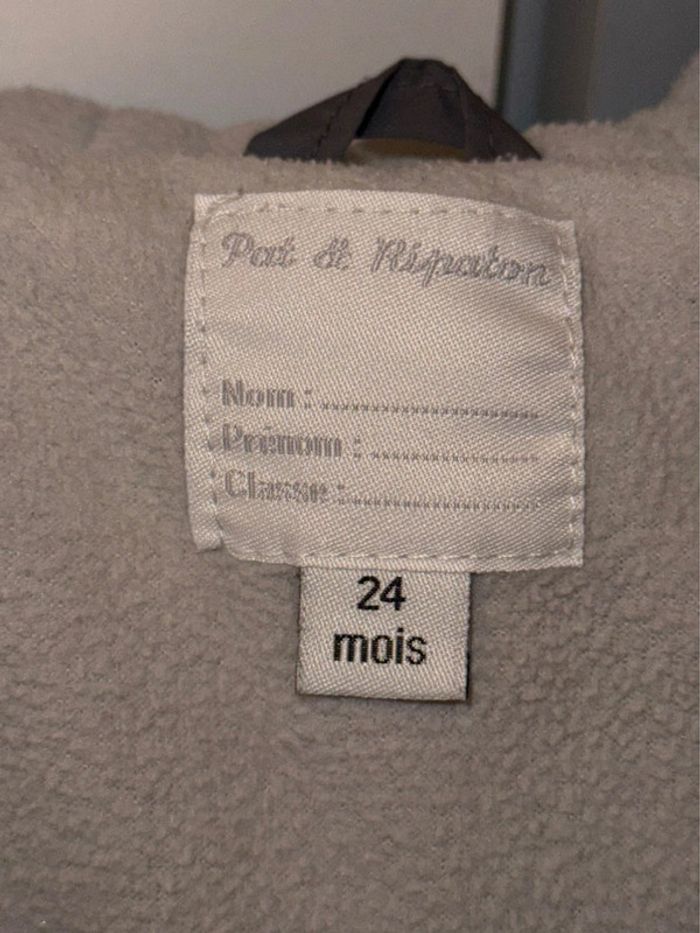 Pat & Ripaton
Nom : ........................
Prénom : ..................
Classe : .....................
24
mois